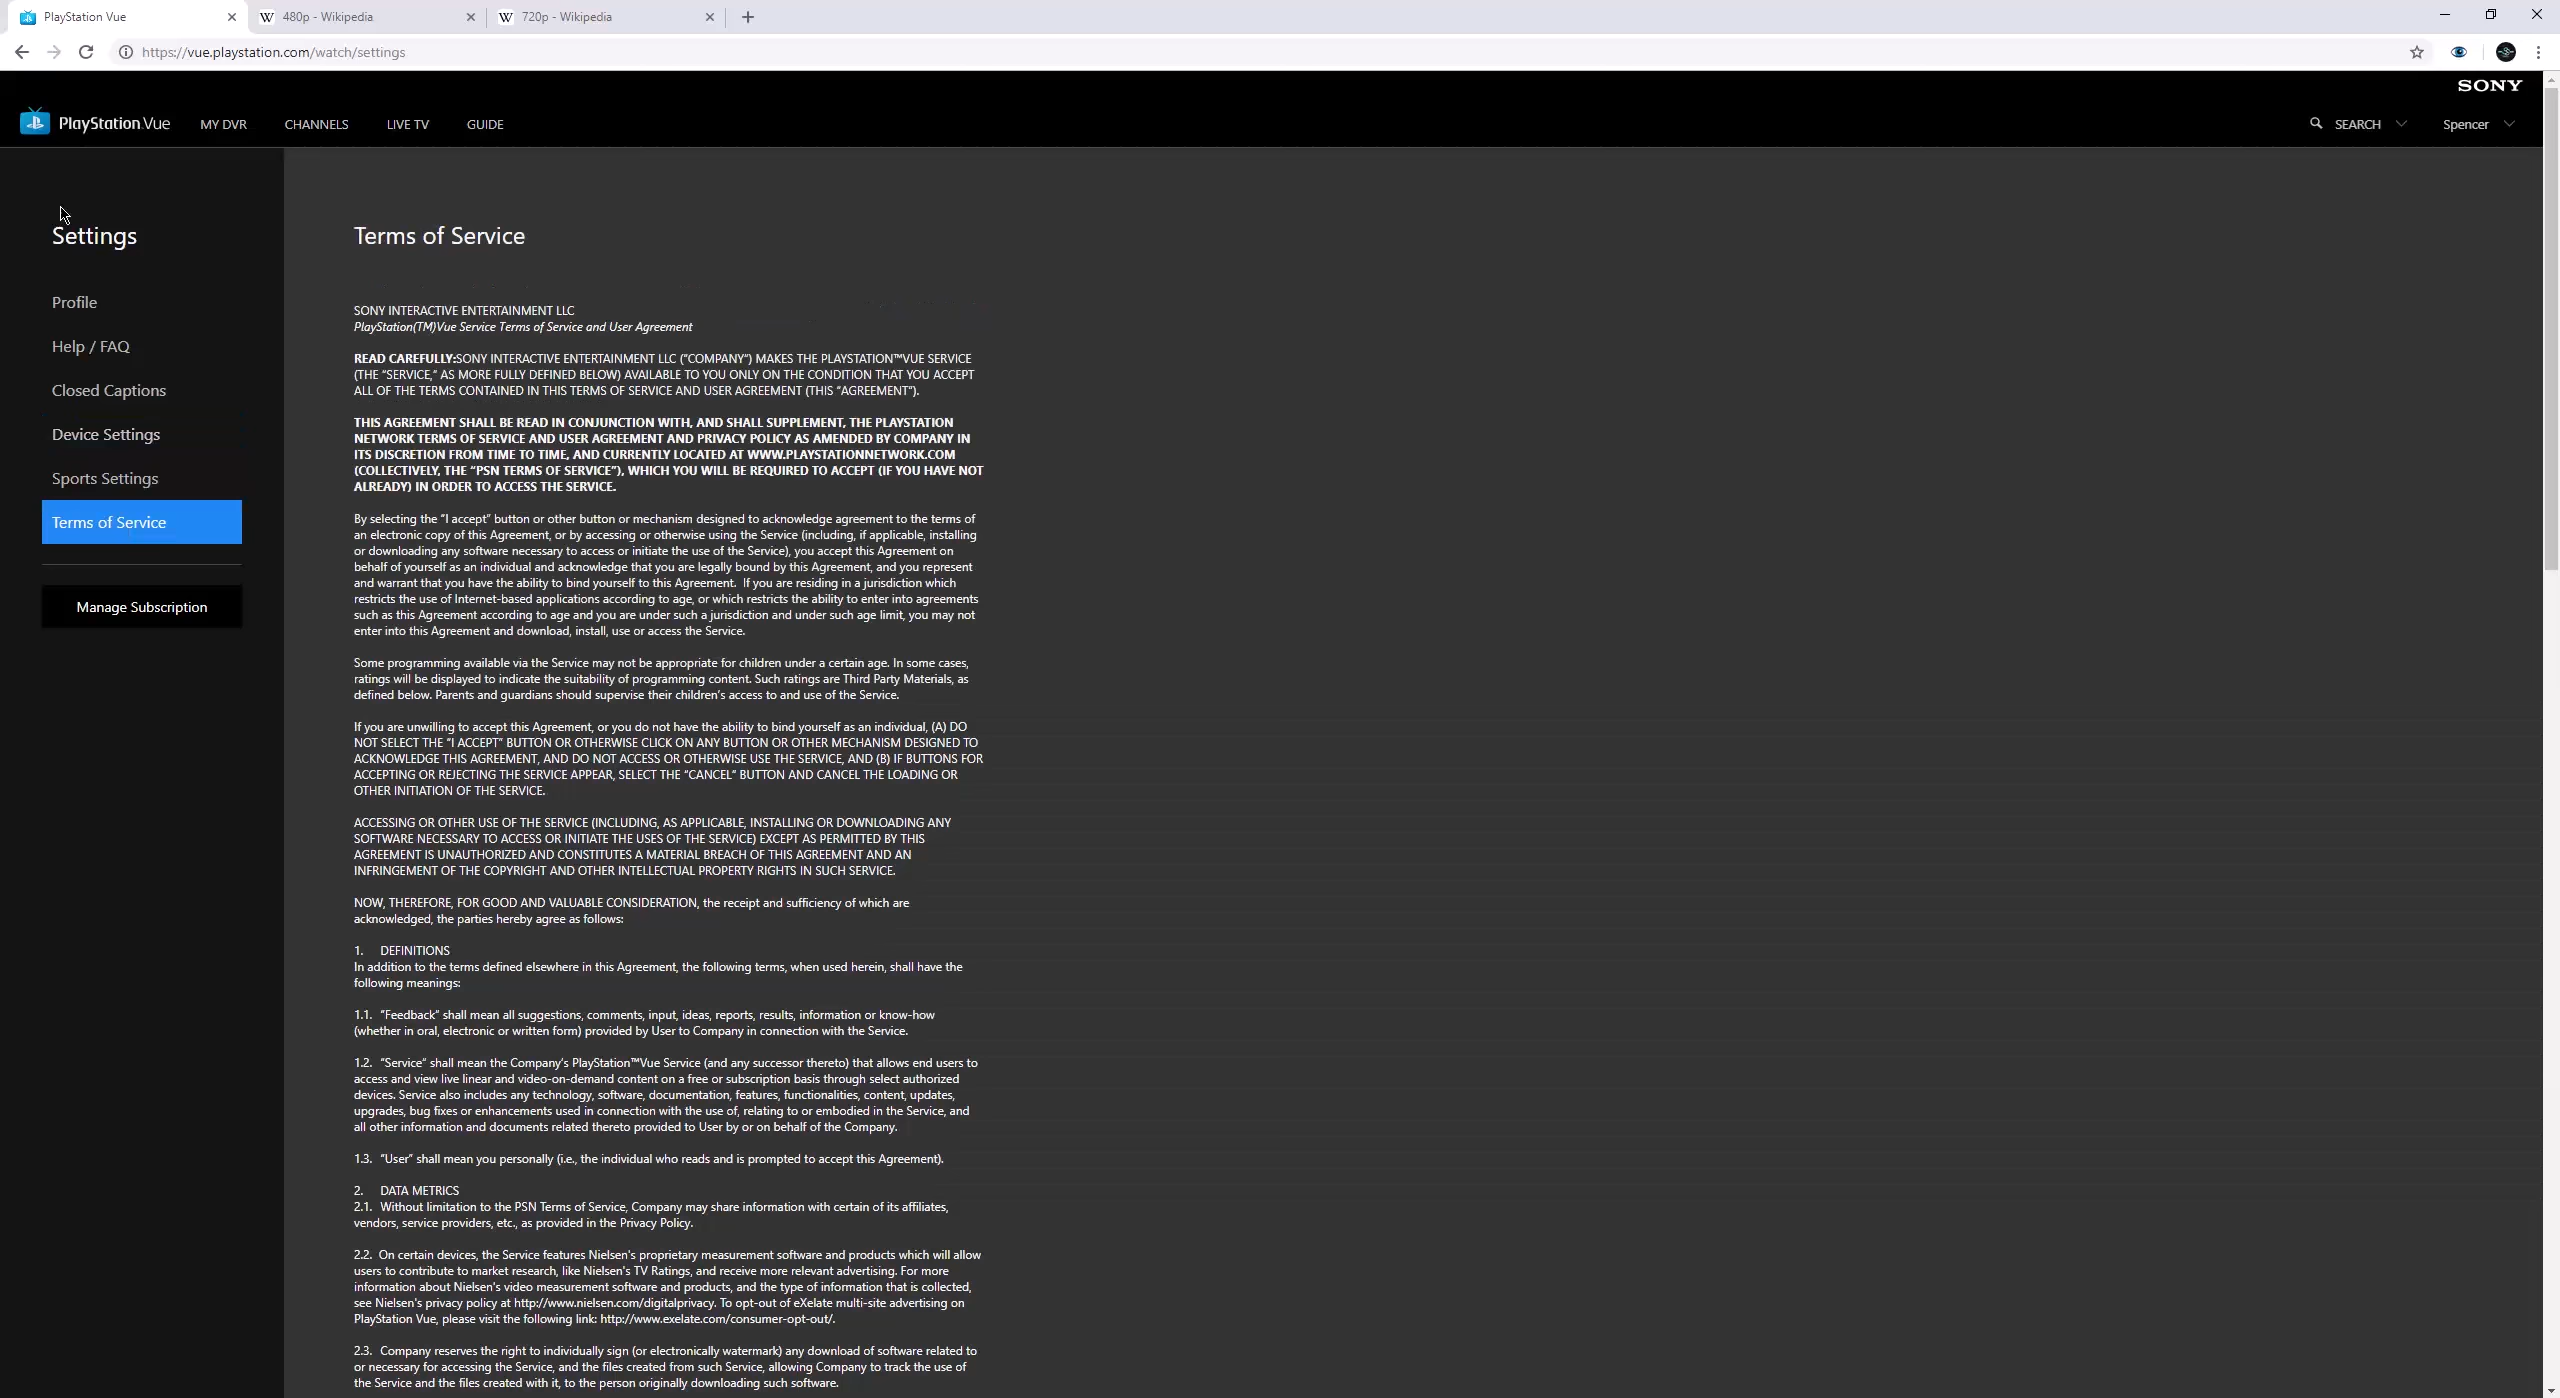 PlayStation Vue
480p - Wikipedia
720p - Wikipedia
https://vue.playstation.com/watch/settings
SONY
PlayStation Vue
MY DVR
CHANNELS
LIVE TV
GUIDE
SEARCH
Spencer
Settings
Profile
Help / FAQ
Closed Captions
Device Settings
Sports Settings
Terms of Service
Manage Subscription
Terms of Service
SONY INTERACTIVE ENTERTAINMENT LLC
PlayStation(TM)Vue Service Terms of Service and User Agreement
READ CAREFULLY:SONY INTERACTIVE ENTERTAINMENT LLC (“COMPANY”) MAKES THE PLAYSTATION™VUE SERVICE
(THE “SERVICE,” AS MORE FULLY DEFINED BELOW) AVAILABLE TO YOU ONLY ON THE CONDITION THAT YOU ACCEPT
ALL OF THE TERMS CONTAINED IN THIS TERMS OF SERVICE AND USER AGREEMENT (THIS “AGREEMENT”).
THIS AGREEMENT SHALL BE READ IN CONJUNCTION WITH, AND SHALL SUPPLEMENT, THE PLAYSTATION
NETWORK TERMS OF SERVICE AND USER AGREEMENT AND PRIVACY POLICY AS AMENDED BY COMPANY IN
ITS DISCRETION FROM TIME TO TIME, AND CURRENTLY LOCATED AT WWW.PLAYSTATIONNETWORK.COM
(COLLECTIVELY, THE “PSN TERMS OF SERVICE”), WHICH YOU WILL BE REQUIRED TO ACCEPT (IF YOU HAVE NOT
ALREADY) IN ORDER TO ACCESS THE SERVICE.
By selecting the “I accept” button or other button or mechanism designed to acknowledge agreement to the terms of
an electronic copy of this Agreement, or by accessing or otherwise using the Service (including, if applicable, installing
or downloading any software necessary to access or initiate the use of the Service), you accept this Agreement on
behalf of yourself as an individual and acknowledge that you are legally bound by this Agreement, and you represent
and warrant that you have the ability to bind yourself to this Agreement.  If you are residing in a jurisdiction which
restricts the use of Internet-based applications according to age, or which restricts the ability to enter into agreements
such as this Agreement according to age and you are under such a jurisdiction and under such age limit, you may not
enter into this Agreement and download, install, use or access the Service.
Some programming available via the Service may not be appropriate for children under a certain age. In some cases,
ratings will be displayed to indicate the suitability of programming content. Such ratings are Third Party Materials, as
defined below. Parents and guardians should supervise their children’s access to and use of the Service.
If you are unwilling to accept this Agreement, or you do not have the ability to bind yourself as an individual, (A) DO
NOT SELECT THE “I ACCEPT” BUTTON OR OTHERWISE CLICK ON ANY BUTTON OR OTHER MECHANISM DESIGNED TO
ACKNOWLEDGE THIS AGREEMENT, AND DO NOT ACCESS OR OTHERWISE USE THE SERVICE, AND (B) IF BUTTONS FOR
ACCEPTING OR REJECTING THE SERVICE APPEAR, SELECT THE “CANCEL” BUTTON AND CANCEL THE LOADING OR
OTHER INITIATION OF THE SERVICE.
ACCESSING OR OTHER USE OF THE SERVICE (INCLUDING, AS APPLICABLE, INSTALLING OR DOWNLOADING ANY
SOFTWARE NECESSARY TO ACCESS OR INITIATE THE USES OF THE SERVICE) EXCEPT AS PERMITTED BY THIS
AGREEMENT IS UNAUTHORIZED AND CONSTITUTES A MATERIAL BREACH OF THIS AGREEMENT AND AN
INFRINGEMENT OF THE COPYRIGHT AND OTHER INTELLECTUAL PROPERTY RIGHTS IN SUCH SERVICE.
NOW, THEREFORE, FOR GOOD AND VALUABLE CONSIDERATION, the receipt and sufficiency of which are
acknowledged, the parties hereby agree as follows:
1.    DEFINITIONS
In addition to the terms defined elsewhere in this Agreement, the following terms, when used herein, shall have the
following meanings:
1.1.  “Feedback” shall mean all suggestions, comments, input, ideas, reports, results, information or know-how
(whether in oral, electronic or written form) provided by User to Company in connection with the Service.
1.2.  “Service” shall mean the Company’s PlayStation™Vue Service (and any successor thereto) that allows end users to
access and view live linear and video-on-demand content on a free or subscription basis through select authorized
devices. Service also includes any technology, software, documentation, features, functionalities, content, updates,
upgrades, bug fixes or enhancements used in connection with the use of, relating to or embodied in the Service, and
all other information and documents related thereto provided to User by or on behalf of the Company.
1.3.  “User” shall mean you personally (i.e., the individual who reads and is prompted to accept this Agreement).
2.    DATA METRICS
2.1.  Without limitation to the PSN Terms of Service, Company may share information with certain of its affiliates,
vendors, service providers, etc., as provided in the Privacy Policy.
2.2.  On certain devices, the Service features Nielsen's proprietary measurement software and products which will allow
users to contribute to market research, like Nielsen's TV Ratings, and receive more relevant advertising. For more
information about Nielsen's video measurement software and products, and the type of information that is collected,
see Nielsen's privacy policy at http://www.nielsen.com/digitalprivacy. To opt-out of eXelate multi-site advertising on
PlayStation Vue, please visit the following link: http://www.exelate.com/consumer-opt-out/.
2.3.  Company reserves the right to individually sign (or electronically watermark) any download of software related to
or necessary for accessing the Service, and the files created from such Service, allowing Company to track the use of
the Service and the files created with it, to the person originally downloading such software.